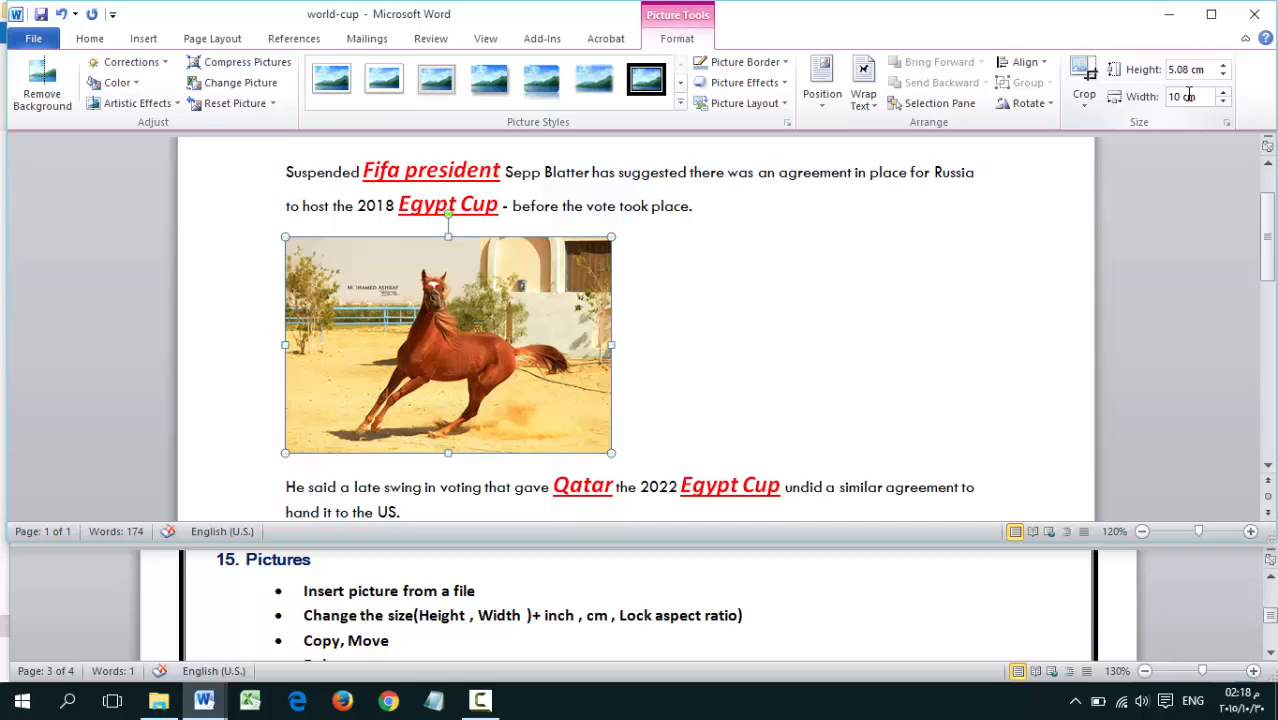 world-cup - Microsoft Word
Picture Tools
File Home Insert Page Layout References Mailings Review View Add-Ins Acrobat Format
Remove Background
Corrections
Color
Artistic Effects
Compress Pictures
Change Picture
Reset Picture
Adjust
Picture Styles
Picture Border
Picture Effects
Picture Layout
Position
Wrap Text
Bring Forward
Send Backward
Selection Pane
Align
Group
Rotate
Arrange
Crop
Height: 5.08 cm
Width: 10 cm
Size
Suspended Fifa president Sepp Blatter has suggested there was an agreement in place for Russia
to host the 2018 Egypt Cup - before the vote took place.
MOHAMED ASHRAF
He said a late swing in voting that gave Qatar the 2022 Egypt Cup undid a similar agreement to
hand it to the US.
Page: 1 of 1 Words: 174 English (U.S.) 120%
15. Pictures
• Insert picture from a file
• Change the size(Height , Width )+ inch , cm , Lock aspect ratio)
• Copy, Move
Page: 3 of 4 Words: 1 English (U.S.) 130%
ENG
02:18 م
٢٠١٥/١٠/٣٠